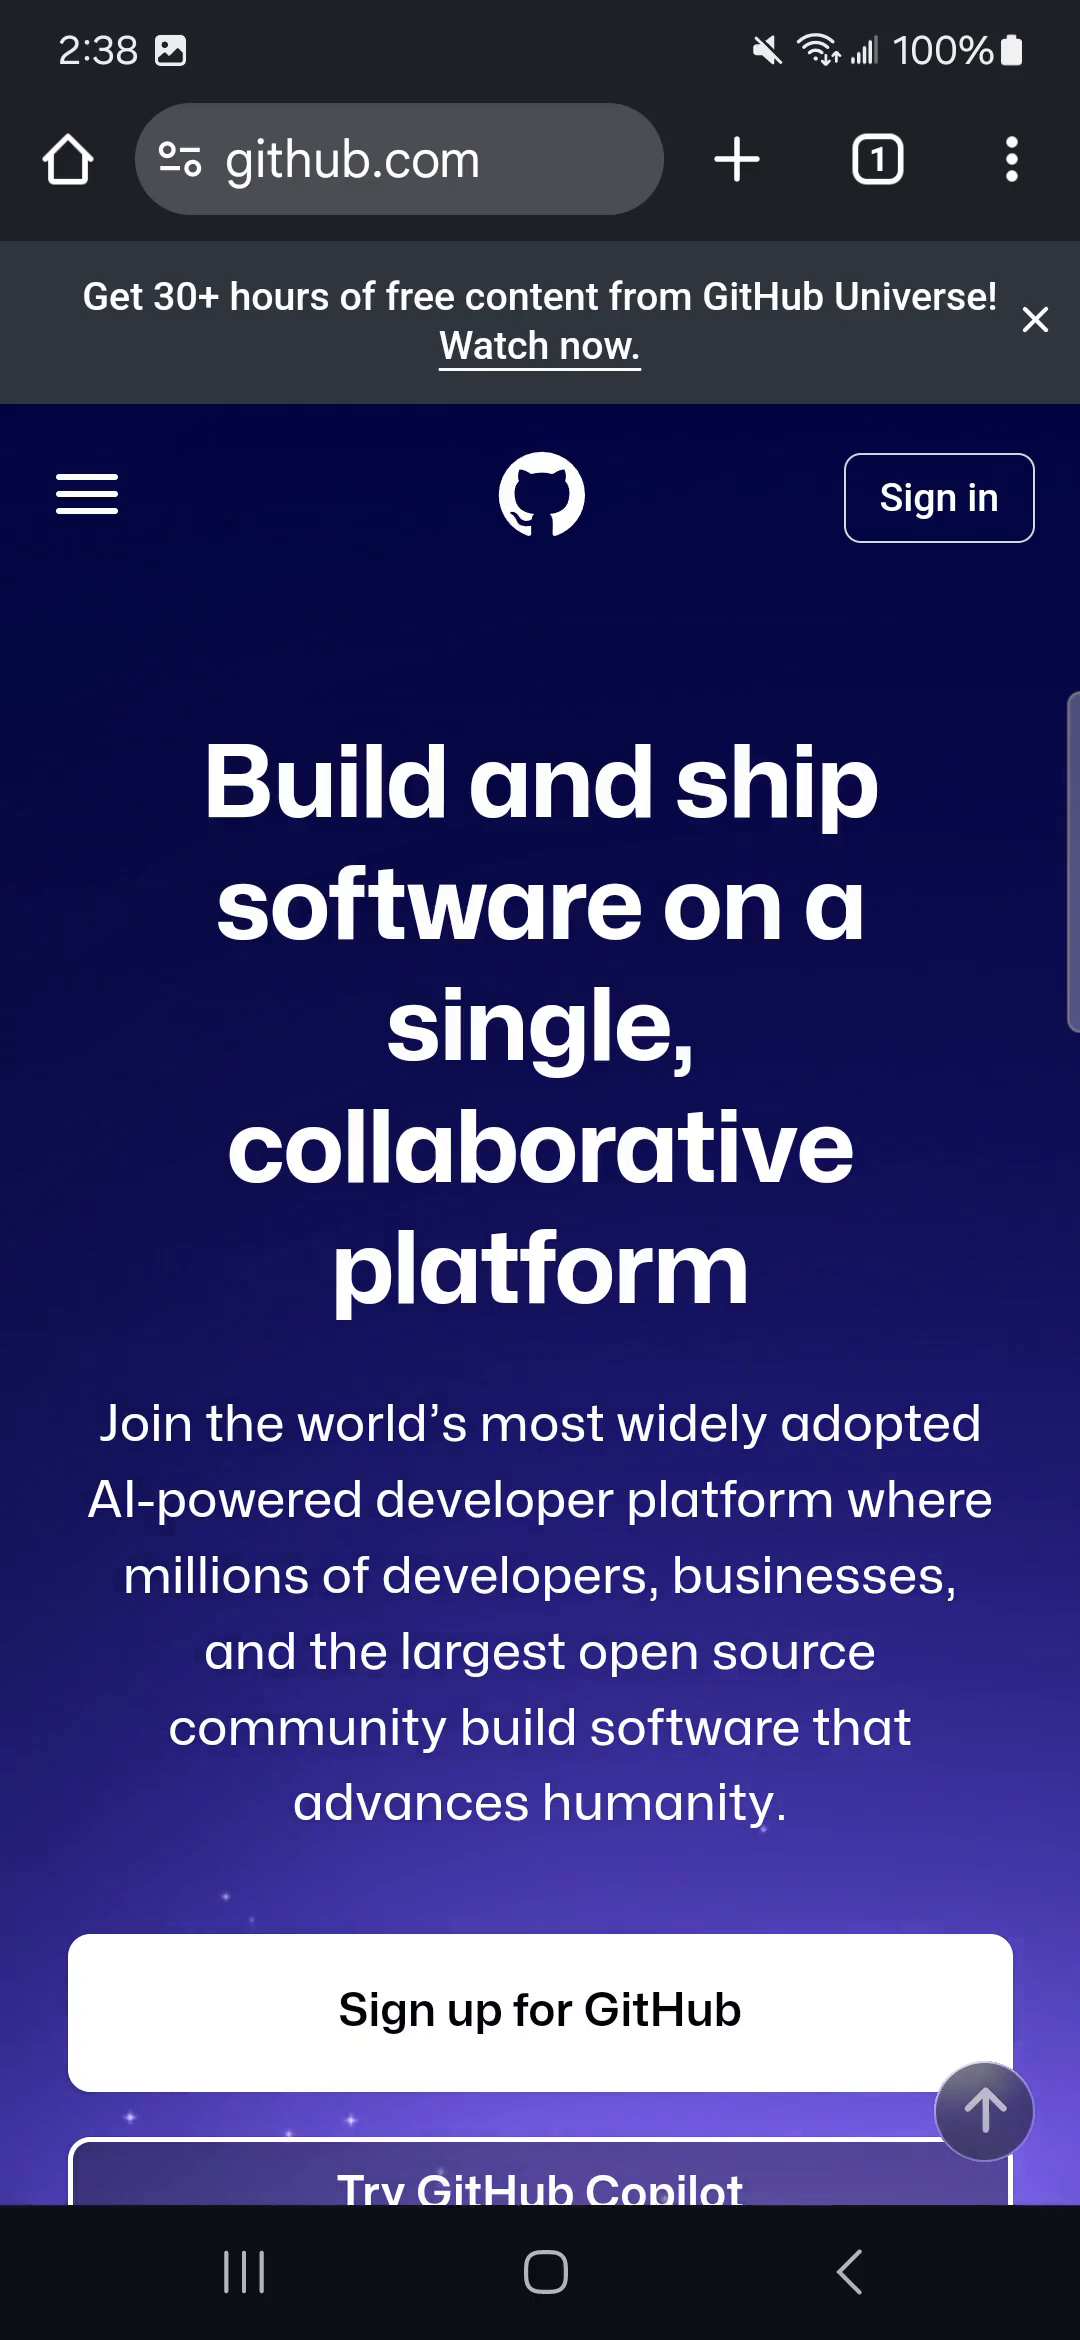 2:38
100%
github.com
1
Get 30+ hours of free content from GitHub Universe!
Watch now.
Sign in
Build and ship
software on a
single,
collaborative
platform
Join the world’s most widely adopted
AI-powered developer platform where
millions of developers, businesses,
and the largest open source
community build software that
advances humanity.
Sign up for GitHub
Try GitHub Copilot